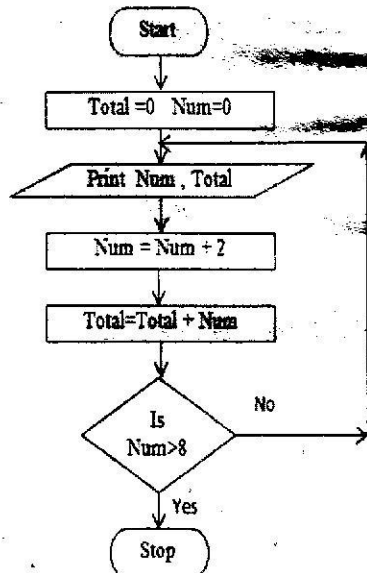 Start
Total =0 Num=0
Print Num , Total
Num = Num + 2
Total=Total + Num
Is
Num>8
No
Yes
Stop